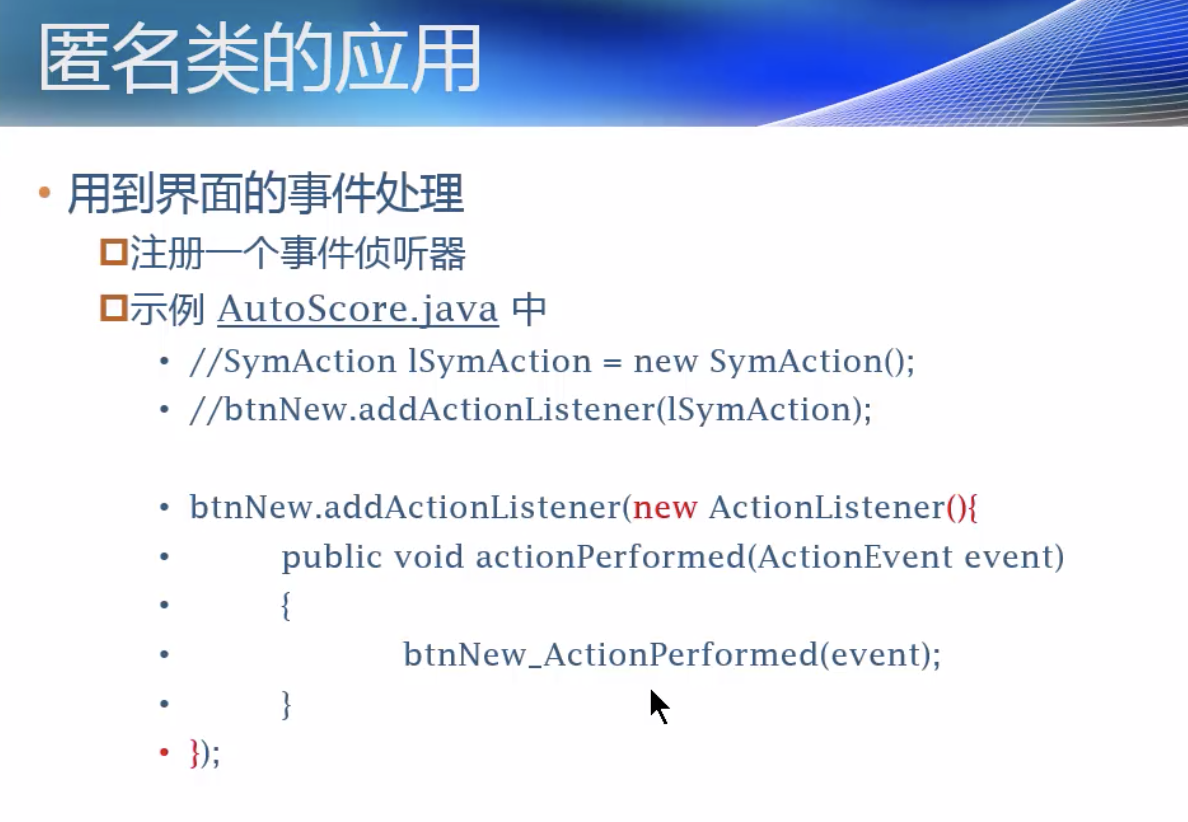 匿名类的应用
用到界面的事件处理
注册一个事件侦听器
示例 AutoScore.java 中
//SymAction lSymAction = new SymAction();
//btnNew.addActionListener(lSymAction);
btnNew.addActionListener(new ActionListener(){
public void actionPerformed(ActionEvent event)
{
btnNew_ActionPerformed(event);
}
});